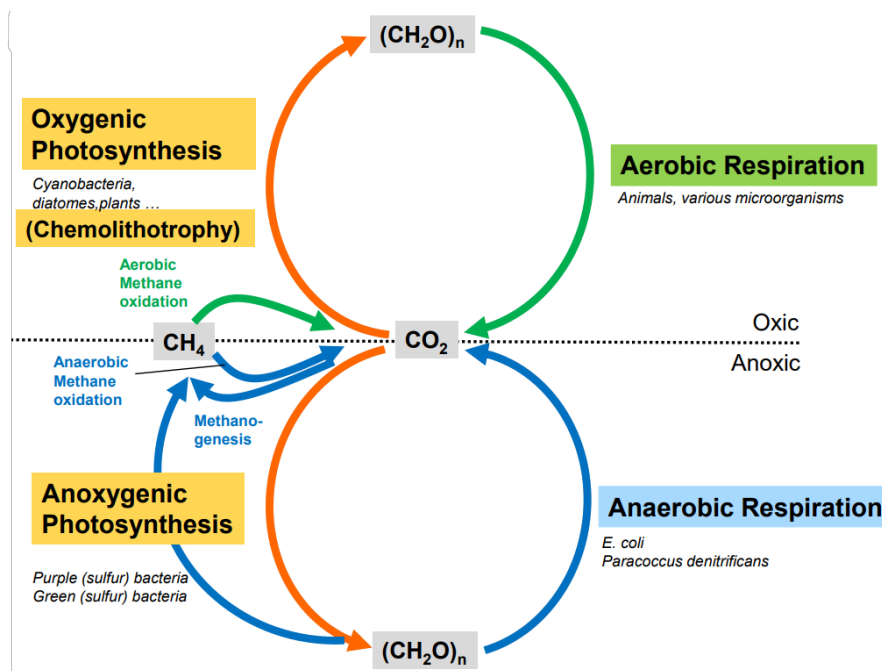 (CH₂O)ₙ
Oxygenic
Photosynthesis
Cyanobacteria,
diatomes,plants ...
(Chemolithotrophy)
Aerobic Respiration
Animals, various microorganisms
Aerobic
Methane
oxidation
Oxic
CH₄
CO₂
Anoxic
Anaerobic
Methane
oxidation
Methano-
genesis
Anoxygenic
Photosynthesis
Purple (sulfur) bacteria
Green (sulfur) bacteria
Anaerobic Respiration
E. coli
Paracoccus denitrificans
(CH₂O)ₙ